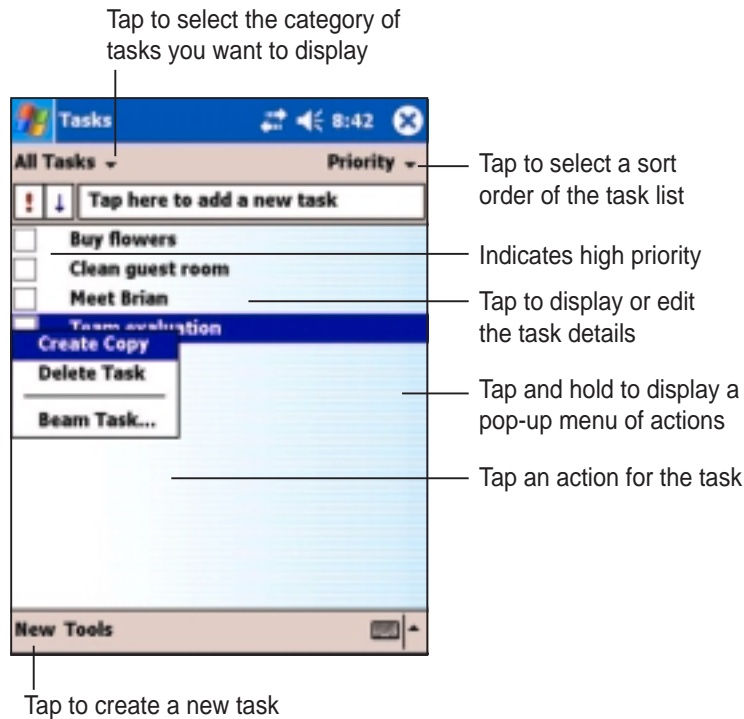 Tap to select the category of
tasks you want to display
Tasks
8:42
All Tasks
Priority
Tap to select a sort
order of the task list
! ↓ Tap here to add a new task
Buy flowers
Indicates high priority
Clean guest room
Meet Brian
Tap to display or edit
the task details
Team evaluation
Create Copy
Delete Task
Tap and hold to display a
pop-up menu of actions
Beam Task...
Tap an action for the task
New Tools
Tap to create a new task